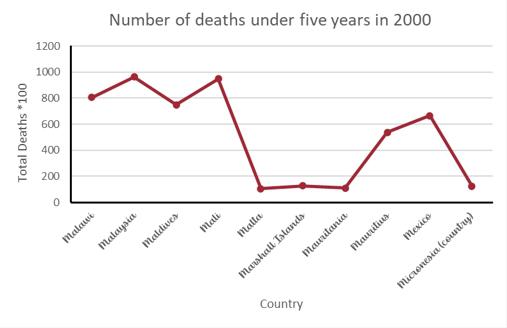 Number of deaths under five years in 2000
1200
1000
800
600
400
200
0
Total Deaths *100
Malawi
Malaysia
Maldives
Mali
Malta
Marshall Islands
Mauritania
Mauritius
Mexico
Micronesia (country)
Country